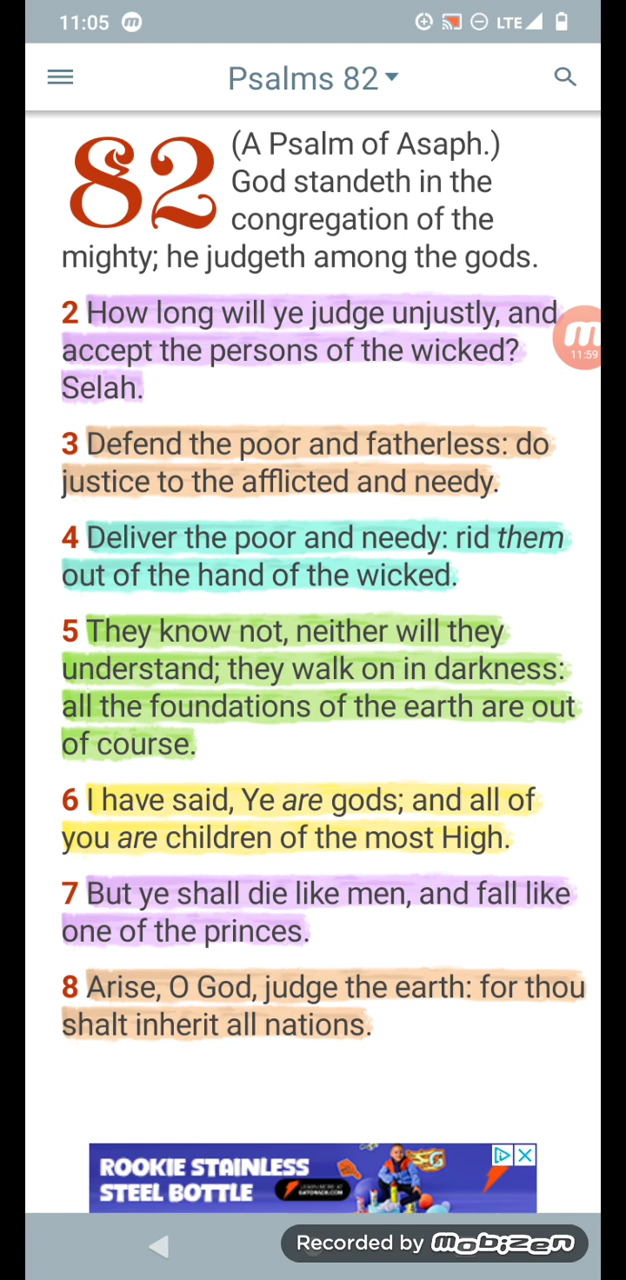 11:05 m LTE
Psalms 82
82 (A Psalm of Asaph.)
God standeth in the
congregation of the
mighty; he judgeth among the gods.
2 How long will ye judge unjustly, and
accept the persons of the wicked?
Selah.
m
11:59
3 Defend the poor and fatherless: do
justice to the afflicted and needy.
4 Deliver the poor and needy: rid them
out of the hand of the wicked.
5 They know not, neither will they
understand; they walk on in darkness:
all the foundations of the earth are out
of course.
6 I have said, Ye are gods; and all of
you are children of the most High.
7 But ye shall die like men, and fall like
one of the princes.
8 Arise, O God, judge the earth: for thou
shalt inherit all nations.
ROOKIE STAINLESS
STEEL BOTTLE
LEARN MORE AT
GATORADE.COM
Recorded by mobizen